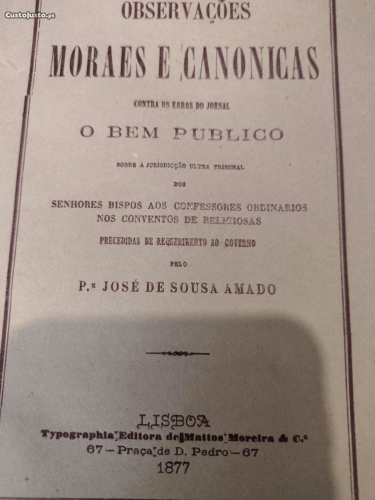 CustoJusto.pt
OBSERVAÇÕES
MORAES E CANONICAS
CONTRA OS ERROS DO JORNAL
O BEM PUBLICO
SOBRE A JURISDICÇÃO ULTRA TRIENNAL
DOS
SENHORES BISPOS AOS CONFESSORES ORDINARIOS
NOS CONVENTOS DE RELIGIOSAS
PRECEDIDAS DE REQUERIMENTO AO GOVERNO
PELO
P.e JOSÉ DE SOUSA AMADO
LISBOA
Typographia Editora de Mattos Moreira & C.ª
67 – Praça de D. Pedro – 67
1877